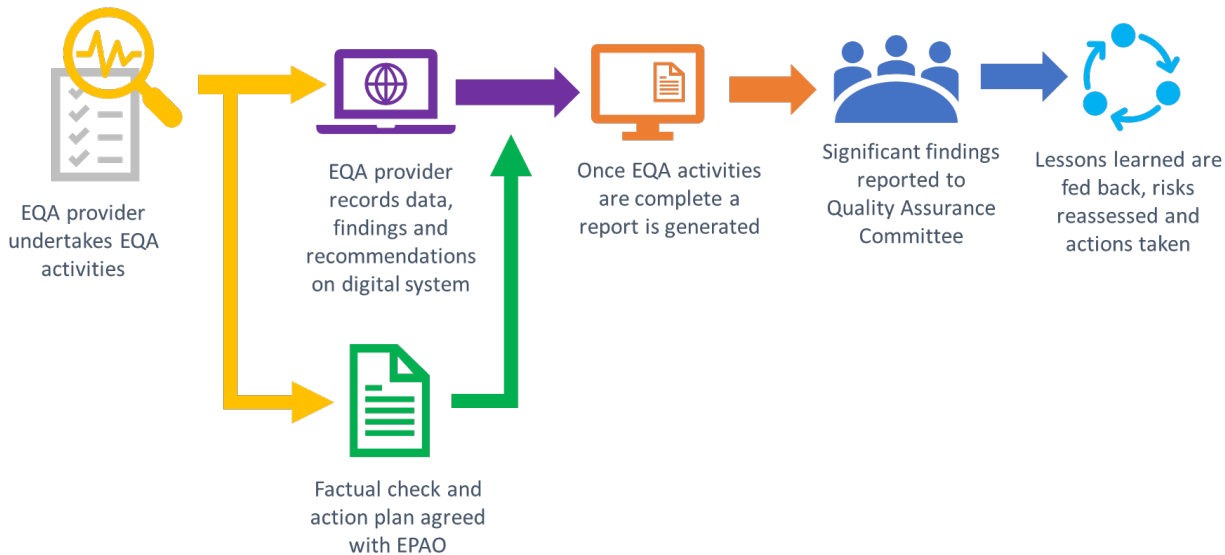 EQA provider
undertakes EQA
activities
EQA provider
records data,
findings and
recommendations
on digital system
Factual check and
action plan agreed
with EPAO
Once EQA activities
are complete a
report is generated
Significant findings
reported to
Quality Assurance
Committee
Lessons learned are
fed back, risks
reassessed and
actions taken